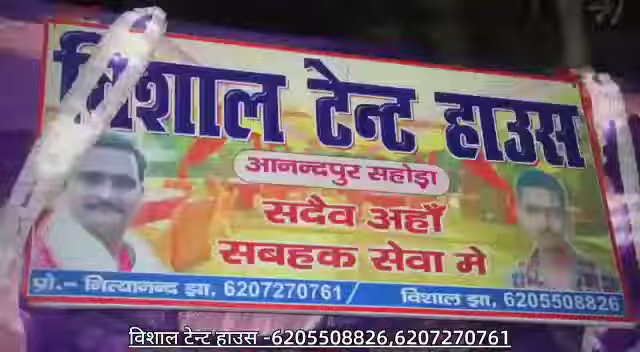 विशाल टेन्ट हाउस
आनन्दपुर सहोड़ा
सदैव अहाँ
सबहक सेवा मे
प्रो.- नित्यानन्द झा, 6207270761 / विशाल झा, 6205508826
विशाल टेन्ट हाउस -6205508826,6207270761